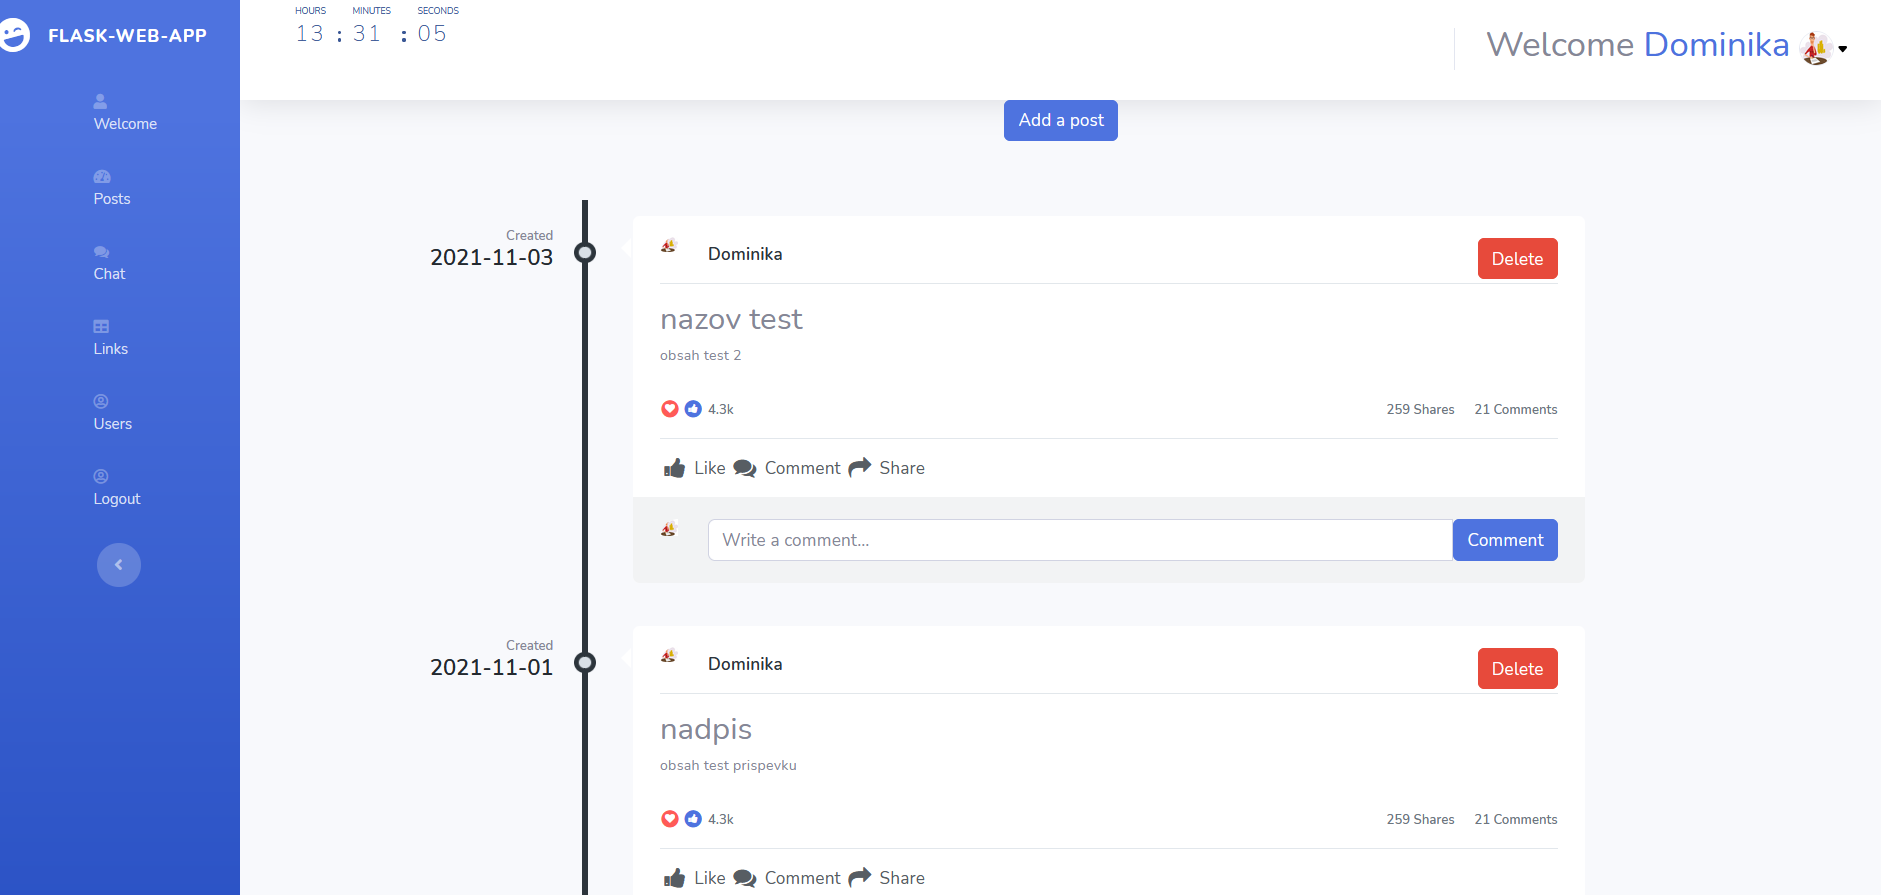 FLASK-WEB-APP
Welcome
Posts
Chat
Links
Users
Logout
HOURS MINUTES SECONDS
13 : 31 : 05
Welcome Dominika
Add a post
Created
2021-11-03
Dominika
Delete
nazov test
obsah test 2
4.3k
259 Shares 21 Comments
Like Comment Share
Write a comment...
Comment
Created
2021-11-01
Dominika
Delete
nadpis
obsah test prispevku
4.3k
259 Shares 21 Comments
Like Comment Share